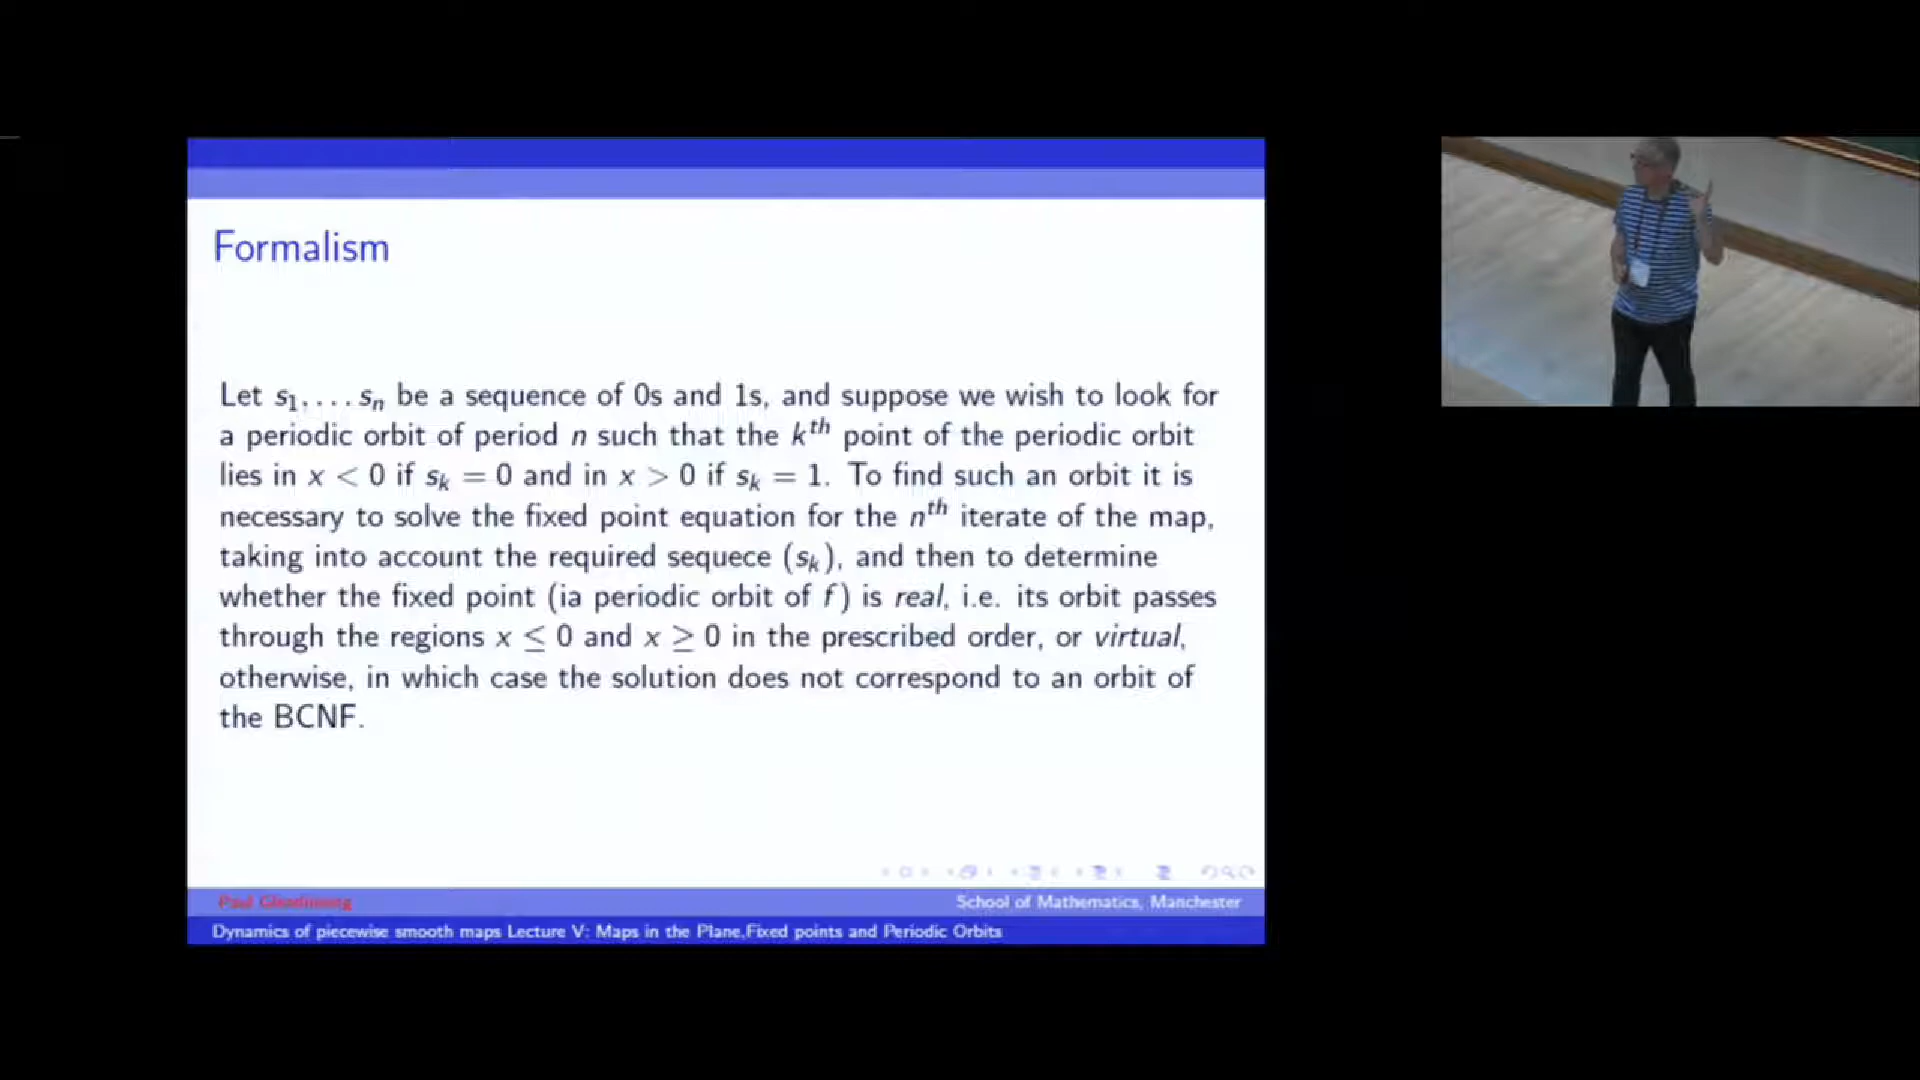 Formalism
Let s₁, . . . sₙ be a sequence of 0s and 1s, and suppose we wish to look for
a periodic orbit of period n such that the kᵗʰ point of the periodic orbit
lies in x < 0 if sₖ = 0 and in x > 0 if sₖ = 1. To find such an orbit it is
necessary to solve the fixed point equation for the nᵗʰ iterate of the map,
taking into account the required sequece (sₖ), and then to determine
whether the fixed point (ia periodic orbit of f) is real, i.e. its orbit passes
through the regions x ≤ 0 and x ≥ 0 in the prescribed order, or virtual,
otherwise, in which case the solution does not correspond to an orbit of
the BCNF.
Paul Glendinning
School of Mathematics, Manchester
Dynamics of piecewise smooth maps Lecture V: Maps in the Plane,Fixed points and Periodic Orbits